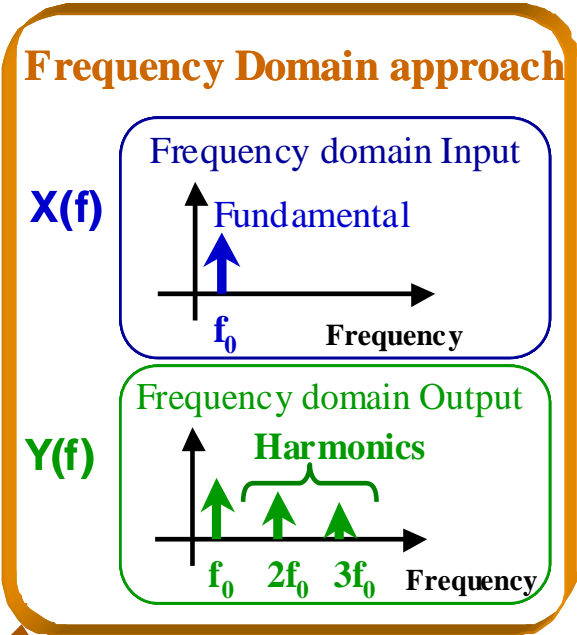 Frequency Domain approach
Frequency domain Input
X(f)
Fundamental
f₀
Frequency
Frequency domain Output
Y(f)
Harmonics
f₀ 2f₀ 3f₀
Frequency